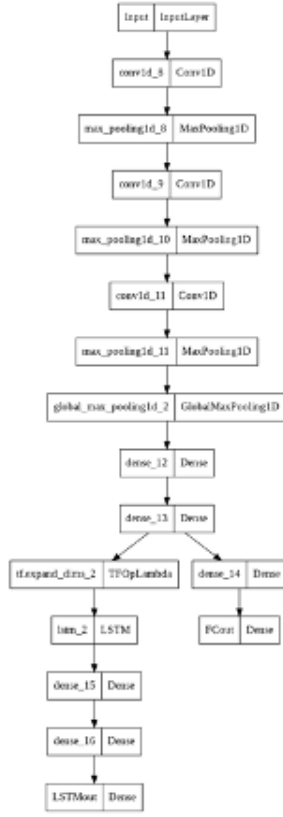 Input InputLayer
conv1d_8 Conv1D
max_pooling1d_8 MaxPooling1D
conv1d_9 Conv1D
max_pooling1d_10 MaxPooling1D
conv1d_11 Conv1D
max_pooling1d_11 MaxPooling1D
global_max_pooling1d_2 GlobalMaxPooling1D
dense_12 Dense
dense_13 Dense
tf.expand_dims_2 TFOpLambda
dense_14 Dense
lstm_2 LSTM
FCout Dense
dense_15 Dense
dense_16 Dense
LSTMout Dense